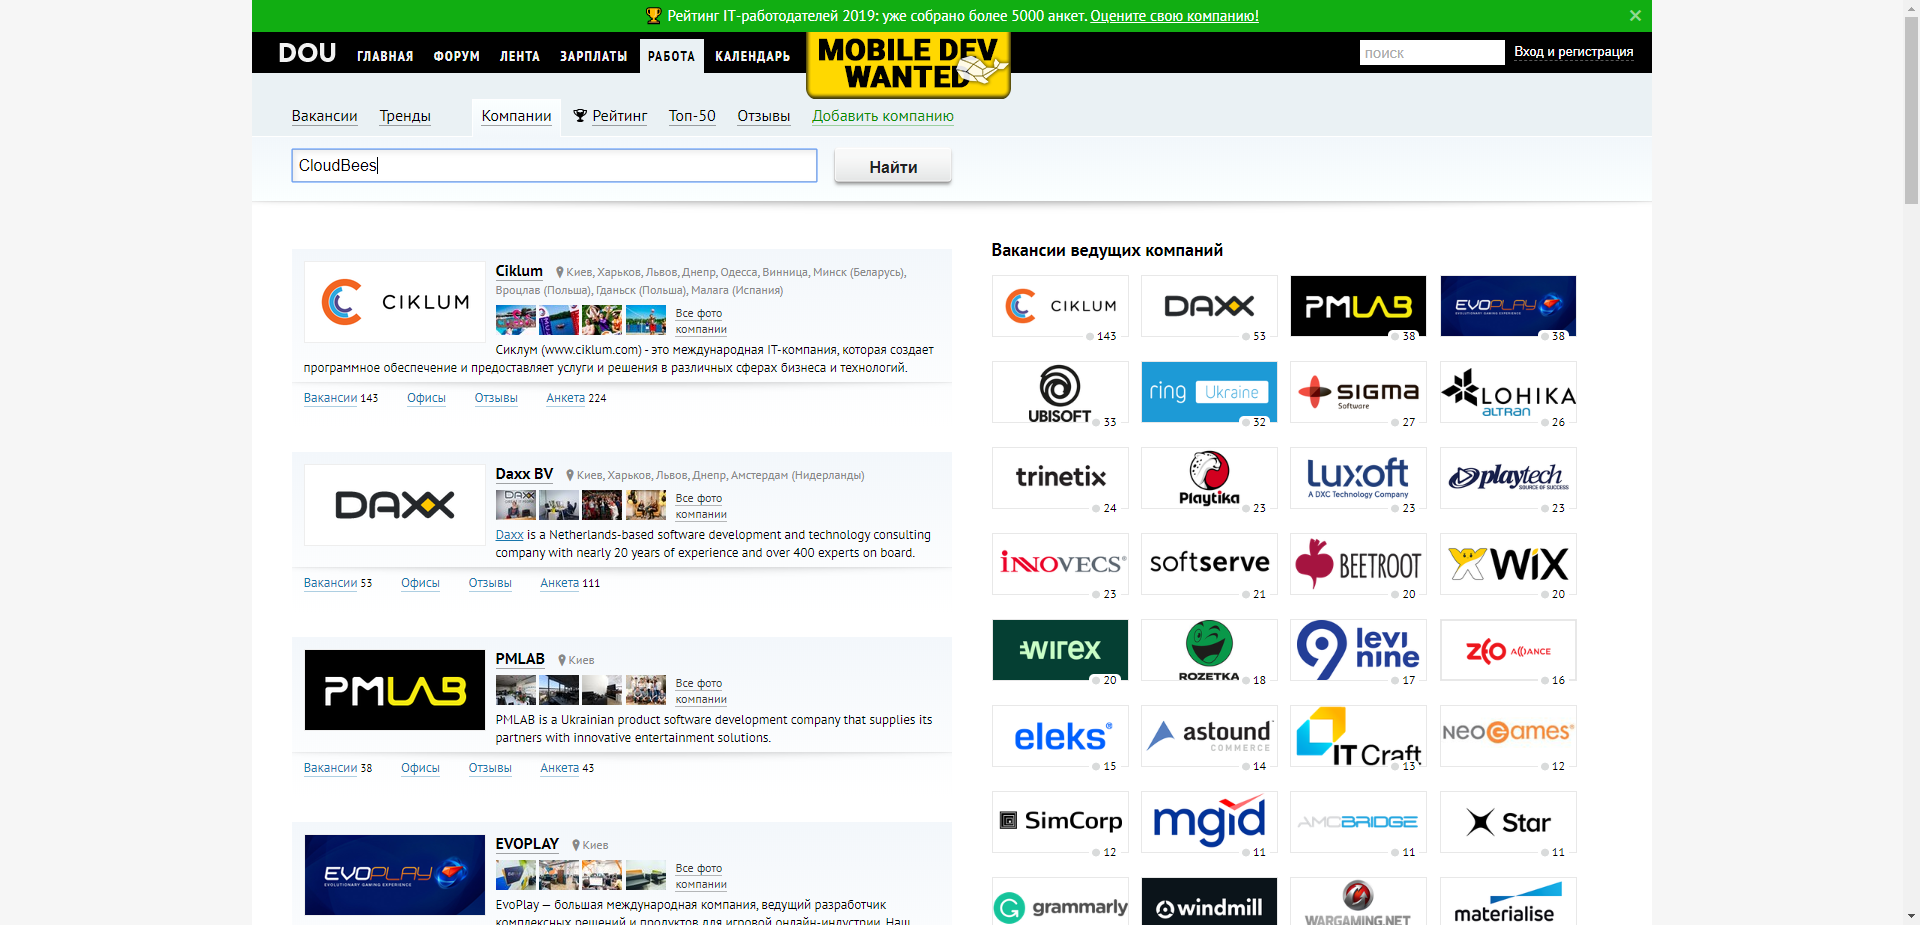 Рейтинг IT-работодателей 2019: уже собрано более 5000 анкет. Оцените свою компанию!
DOU ГЛАВНАЯ ФОРУМ ЛЕНТА ЗАРПЛАТЫ РАБОТА КАЛЕНДАРЬ
MOBILE DEV
WANTED
поиск
Вход и регистрация
Вакансии Тренды Компании Рейтинг Топ-50 Отзывы Добавить компанию
CloudBees
Найти
CIKLUM
Ciklum Киев, Харьков, Львов, Днепр, Одесса, Винница, Минск (Беларусь),
Вроцлав (Польша), Гданьск (Польша), Малага (Испания)
Все фото
компании
Сиклум (www.ciklum.com) - это международная IT-компания, которая создает
программное обеспечение и предоставляет услуги и решения в различных сферах бизнеса и технологий.
Вакансии 143 Офисы Отзывы Анкета 224
DAXX
Daxx BV Киев, Харьков, Львов, Днепр, Амстердам (Нидерланды)
Все фото
компании
Daxx is a Netherlands-based software development and technology consulting
company with nearly 20 years of experience and over 400 experts on board.
Вакансии 53 Офисы Отзывы Анкета 111
PMLAB
PMLAB Киев
Все фото
компании
PMLAB is a Ukrainian product software development company that supplies its
partners with innovative entertainment solutions.
Вакансии 38 Офисы Отзывы Анкета 43
EVOPLAY
EVOLUTIONARY GAMING EXPERIENCE
EVOPLAY Киев
Все фото
компании
EvoPlay — большая международная компания, ведущий разработчик
комплексных решений и продуктов для игровой онлайн-индустрии. Наш
Вакансии ведущих компаний
CIKLUM DAXX PMLAB EVOPLAY
EVOLUTIONARY GAMING EXPERIENCE
143 53 38 38
UBISOFT ring Ukraine SIGMA Software LOHIKA ALTRAN
33 32 27 26
trinetix Playtika luxoft A DXC Technology Company playtech SOURCE OF SUCCESS
24 23 23 23
iNNOVECS® softserve BEETROOT WiX
23 21 20 20
wirex ROZETKA levi nine ZEO ALLIANCE
20 18 17 16
eleks® astound COMMERCE IT Craft NEOGAMES®
15 14 13 12
SimCorp mgid AMCBRIDGE Star
12 11 11 11
grammarly windmill WARGAMING.NET materialise